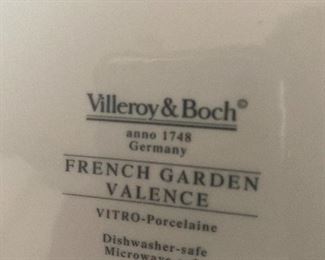 Villeroy & Boch©
anno 1748
Germany
FRENCH GARDEN
VALENCE
VITRO-Porcelaine
Dishwasher-safe